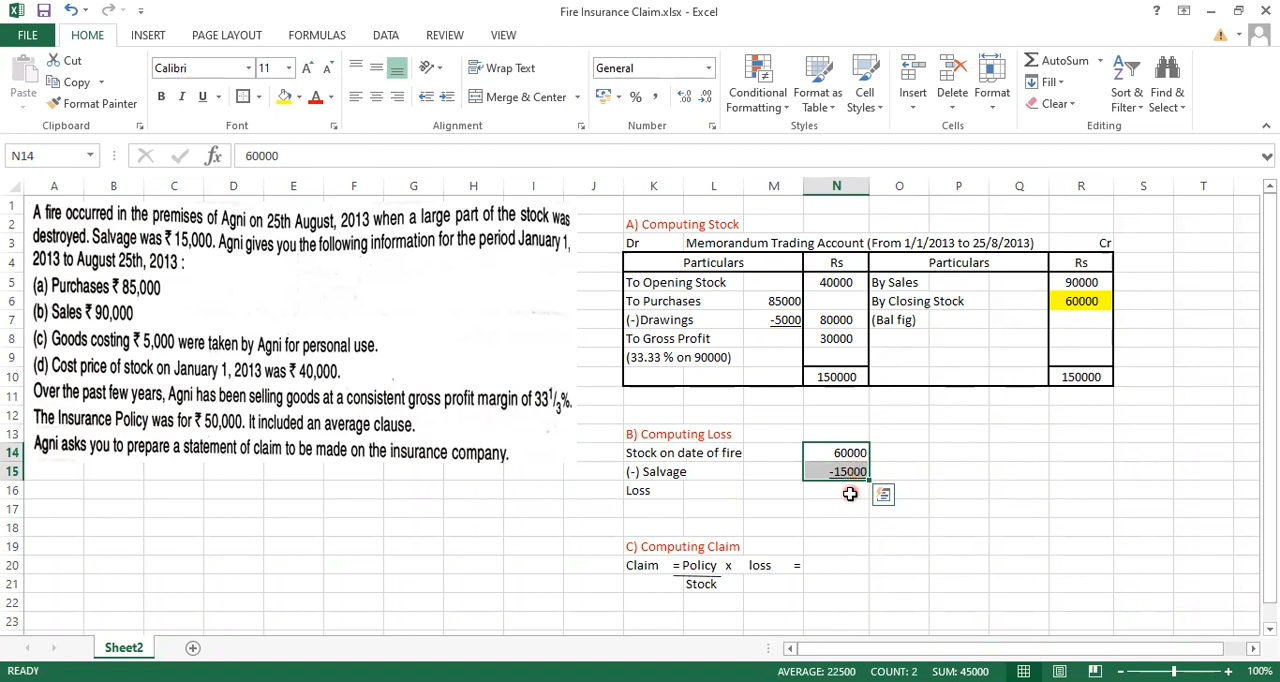 Fire Insurance Claim.xlsx - Excel
FILE HOME INSERT PAGE LAYOUT FORMULAS DATA REVIEW VIEW
Paste
Cut
Copy
Format Painter
Clipboard
Calibri 11
B I U A
Font
Wrap Text
Merge & Center
Alignment
General
%
Number
Conditional Formatting
Format as Table
Cell Styles
Styles
Insert Delete Format
Cells
AutoSum
Fill
Clear
Sort & Filter
Find & Select
Editing
N14 fx 60000
A B C D E F G H I J K L M N O P Q R S T
1
2
3
4
5
6
7
8
9
10
11
12
13
14
15
16
17
18
19
20
21
22
23
A fire occurred in the premises of Agni on 25th August, 2013 when a large part of the stock was
destroyed. Salvage was ₹ 15,000. Agni gives you the following information for the period January 1,
2013 to August 25th, 2013 :
(a) Purchases ₹ 85,000
(b) Sales ₹ 90,000
(c) Goods costing ₹ 5,000 were taken by Agni for personal use.
(d) Cost price of stock on January 1, 2013 was ₹ 40,000.
Over the past few years, Agni has been selling goods at a consistent gross profit margin of 33 1/3%.
The Insurance Policy was for ₹ 50,000. It included an average clause.
Agni asks you to prepare a statement of claim to be made on the insurance company.
A) Computing Stock
Dr Memorandum Trading Account (From 1/1/2013 to 25/8/2013) Cr
Particulars Rs Particulars Rs
To Opening Stock 40000 By Sales 90000
To Purchases 85000 By Closing Stock 60000
(-)Drawings -5000 80000 (Bal fig)
To Gross Profit 30000
(33.33 % on 90000)
150000 150000
B) Computing Loss
Stock on date of fire 60000
(-) Salvage -15000
Loss
C) Computing Claim
Claim = Policy x loss =
Stock
Sheet2
READY AVERAGE: 22500 COUNT: 2 SUM: 45000 100%